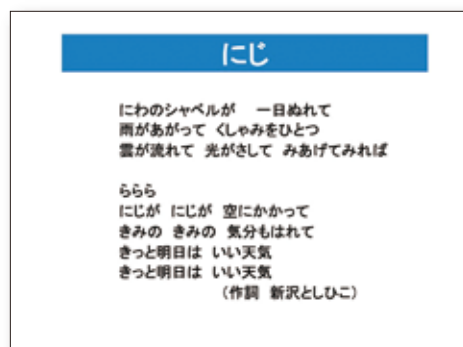 にじ
にわのシャベルが 一日ぬれて
雨があがって くしゃみをひとつ
雲が流れて 光がさして みあげてみれば
ららら
にじが にじが 空にかかって
きみの きみの 気分もはれて
きっと明日は いい天気
きっと明日は いい天気
(作詞 新沢としひこ)